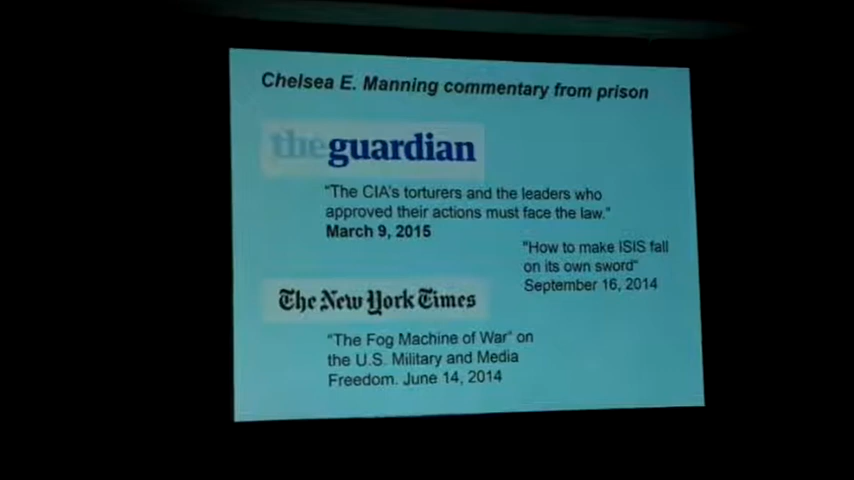 Chelsea E. Manning commentary from prison
theguardian
"The CIA's torturers and the leaders who
approved their actions must face the law."
March 9, 2015
"How to make ISIS fall
on its own sword"
September 16, 2014
The New York Times
"The Fog Machine of War" on
the U.S. Military and Media
Freedom. June 14, 2014